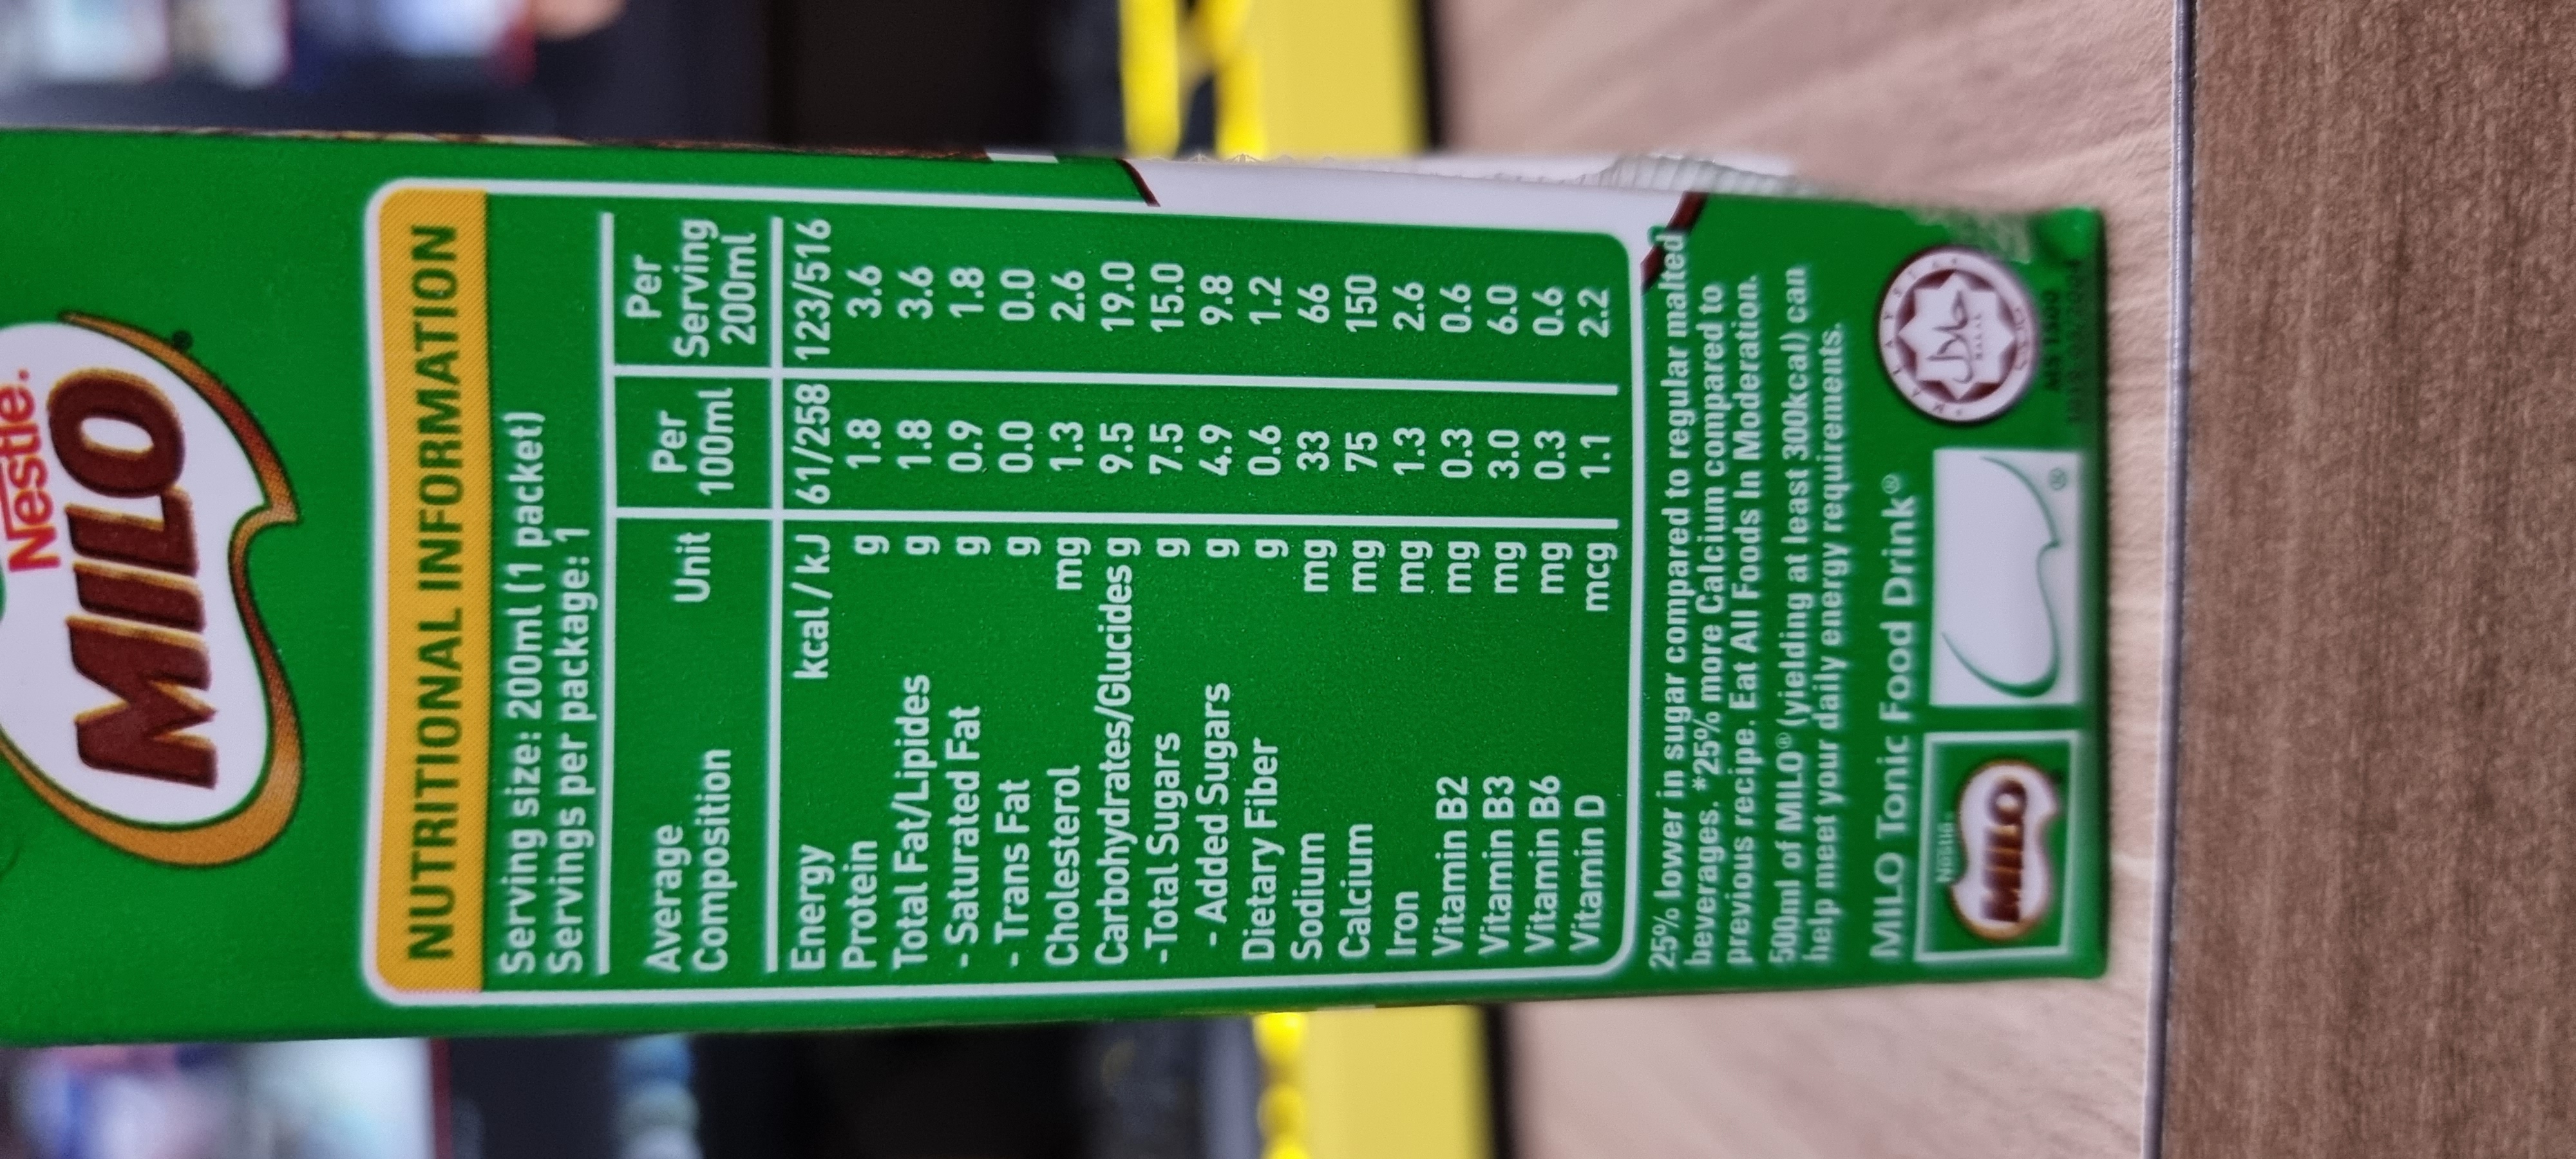 Nestlé.
MILO
NUTRITIONAL INFORMATION
Serving size: 200ml (1 packet)
Servings per package: 1
Average Composition Unit Per 100ml Per Serving 200ml
Energy kcal / kJ 61/258 123/516
Protein g 1.8 3.6
Total Fat/Lipides g 1.8 3.6
- Saturated Fat g 0.9 1.8
- Trans Fat g 0.0 0.0
Cholesterol mg 1.3 2.6
Carbohydrates/Glucides g 9.5 19.0
-Total Sugars g 7.5 15.0
- Added Sugars g 4.9 9.8
Dietary Fiber g 0.6 1.2
Sodium mg 33 66
Calcium mg 75 150
Iron mg 1.3 2.6
Vitamin B2 mg 0.3 0.6
Vitamin B3 mg 3.0 6.0
Vitamin B6 mg 0.3 0.6
Vitamin D mcg 1.1 2.2
25% lower in sugar compared to regular malted
beverages. *25% more Calcium compared to
previous recipe. Eat All Foods In Moderation.
500ml of MILO® (yielding at least 300kcal) can
help meet your daily energy requirements.
MILO Tonic Food Drink®
Nestlé
MILO
®
MALAYSIA
حلال
HALAL
MS 1500